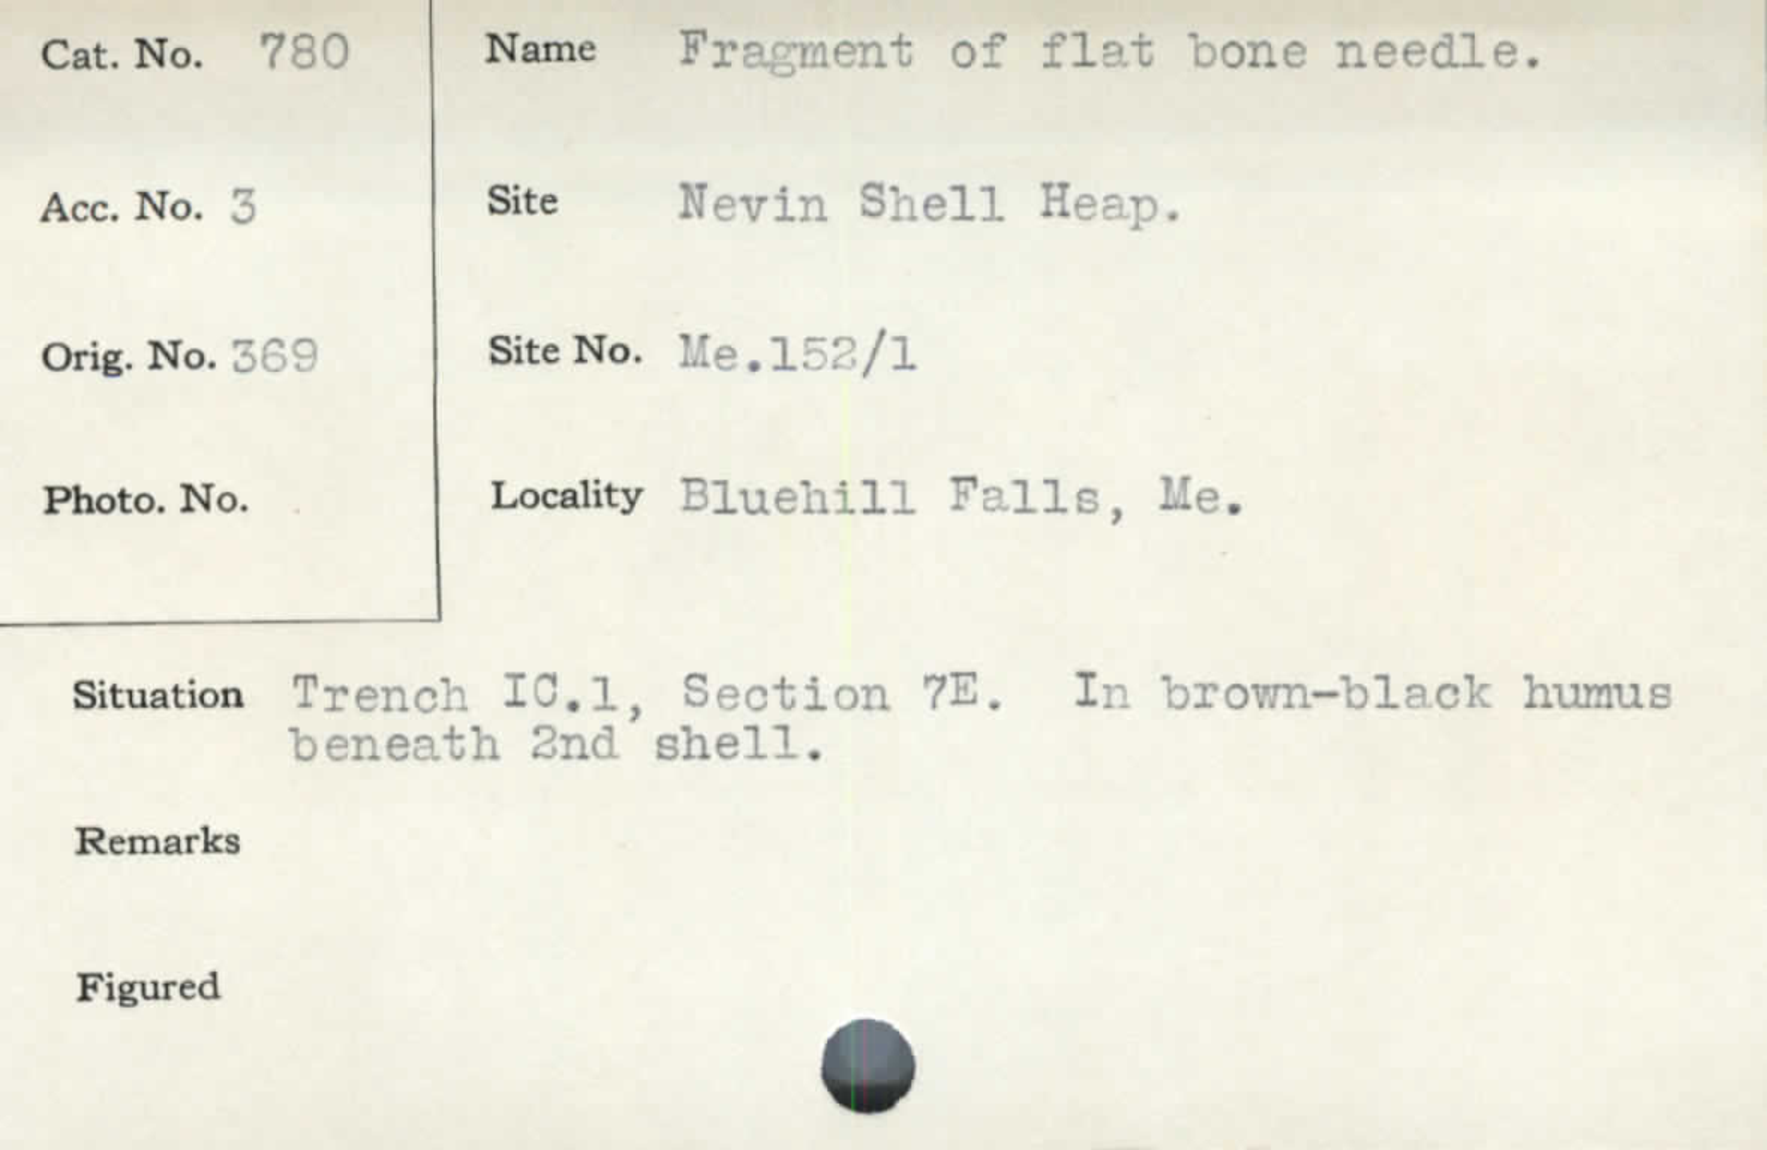 Cat. No. 780
Name Fragment of flat bone needle.
Acc. No. 3
Site Nevin Shell Heap.
Orig. No. 369
Site No. Me.152/1
Photo. No.
Locality Bluehill Falls, Me.
Situation Trench IC.1, Section 7E. In brown-black humus
beneath 2nd shell.
Remarks
Figured